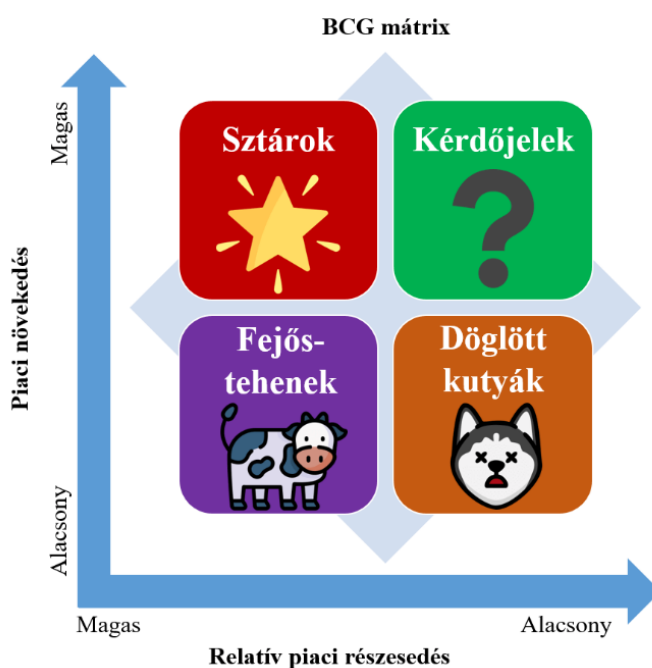 BCG mátrix
Magas
Sztárok
Kérdőjelek
Piaci növekedés
Fejős-
tehenek
Döglött
kutyák
Alacsony
Magas
Alacsony
Relatív piaci részesedés